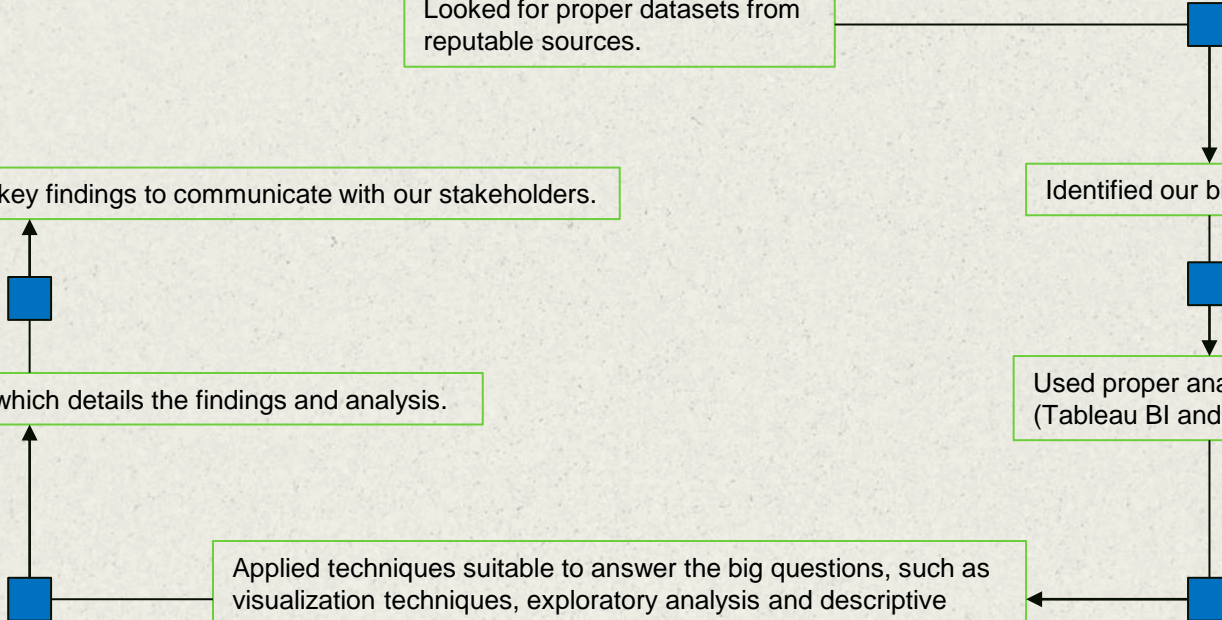 Looked for proper datasets from
reputable sources.
key findings to communicate with our stakeholders.
Identified our
which details the findings and analysis.
Used proper
(Tableau BI and
Applied techniques suitable to answer the big questions, such as
visualization techniques, exploratory analysis and descriptive